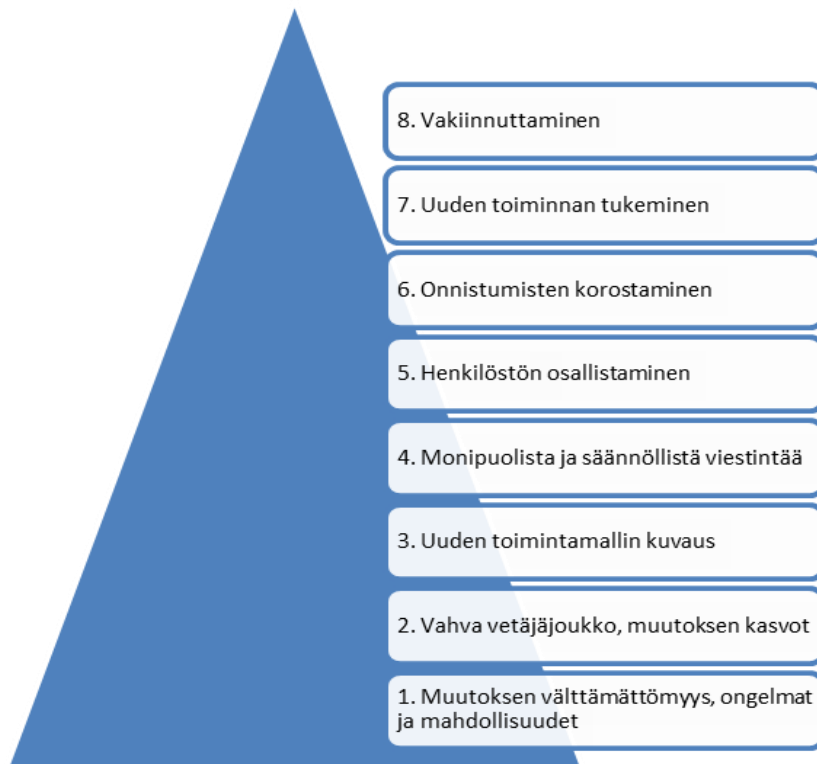 8. Vakiinnuttaminen
7. Uuden toiminnan tukeminen
6. Onnistumisten korostaminen
5. Henkilöstön osallistaminen
4. Monipuolista ja säännöllistä viestintää
3. Uuden toimintamallin kuvaus
2. Vahva vetäjäjoukko, muutoksen kasvot
1. Muutoksen välttämättömyys, ongelmat
ja mahdollisuudet